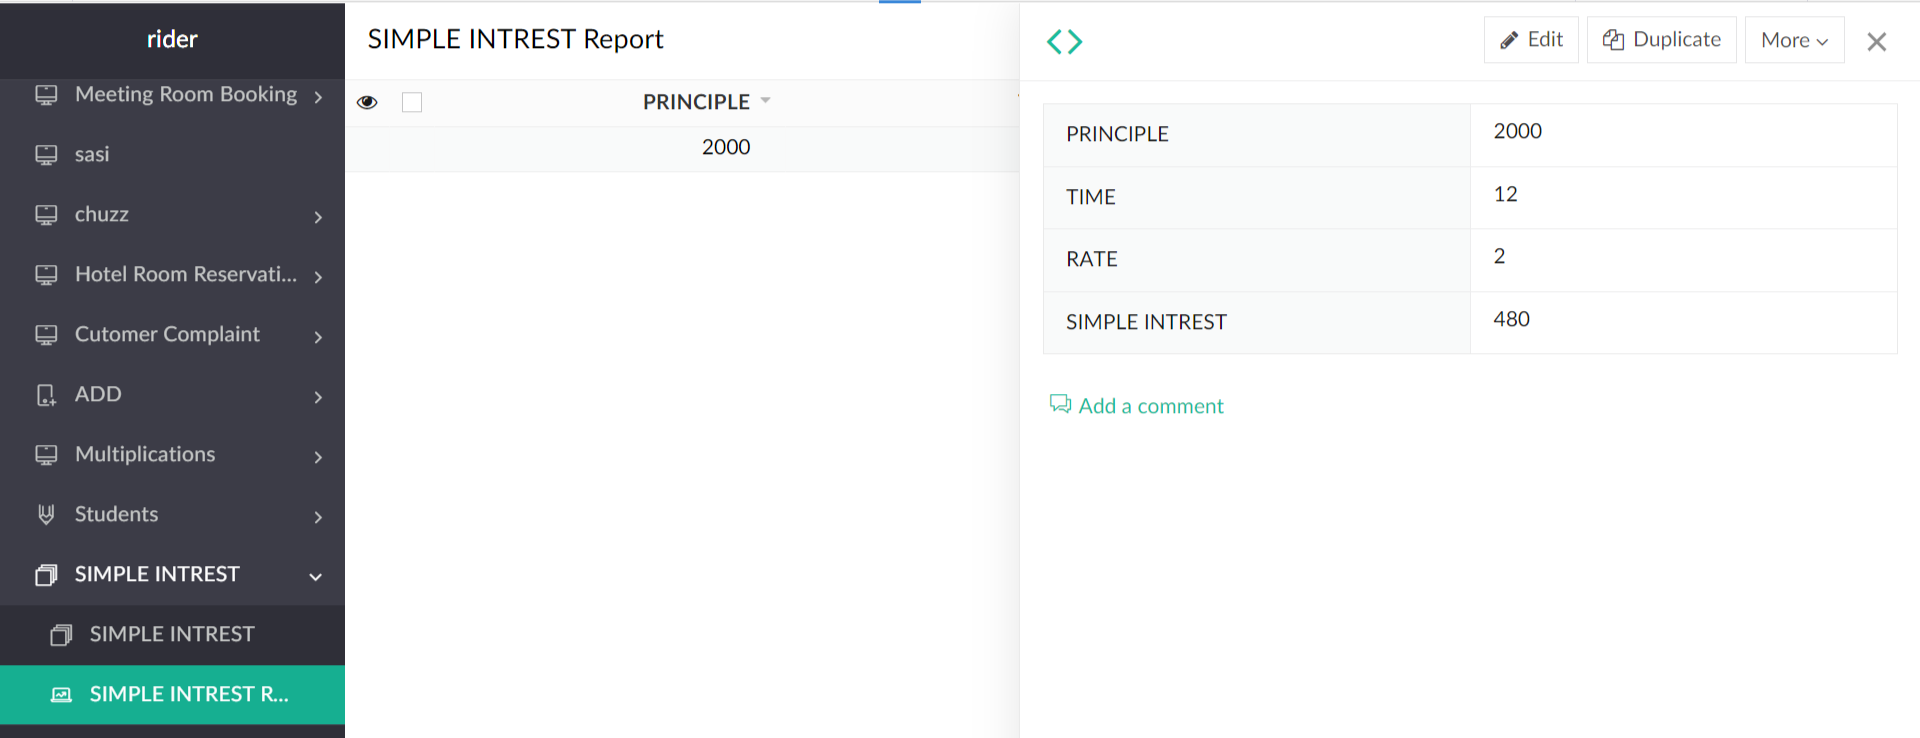 rider
Meeting Room Booking
sasi
chuzz
Hotel Room Reservati...
Cutomer Complaint
ADD
Multiplications
Students
SIMPLE INTREST
SIMPLE INTREST
SIMPLE INTREST R...
SIMPLE INTREST Report
PRINCIPLE
2000
Edit
Duplicate
More
PRINCIPLE 2000
TIME 12
RATE 2
SIMPLE INTREST 480
Add a comment